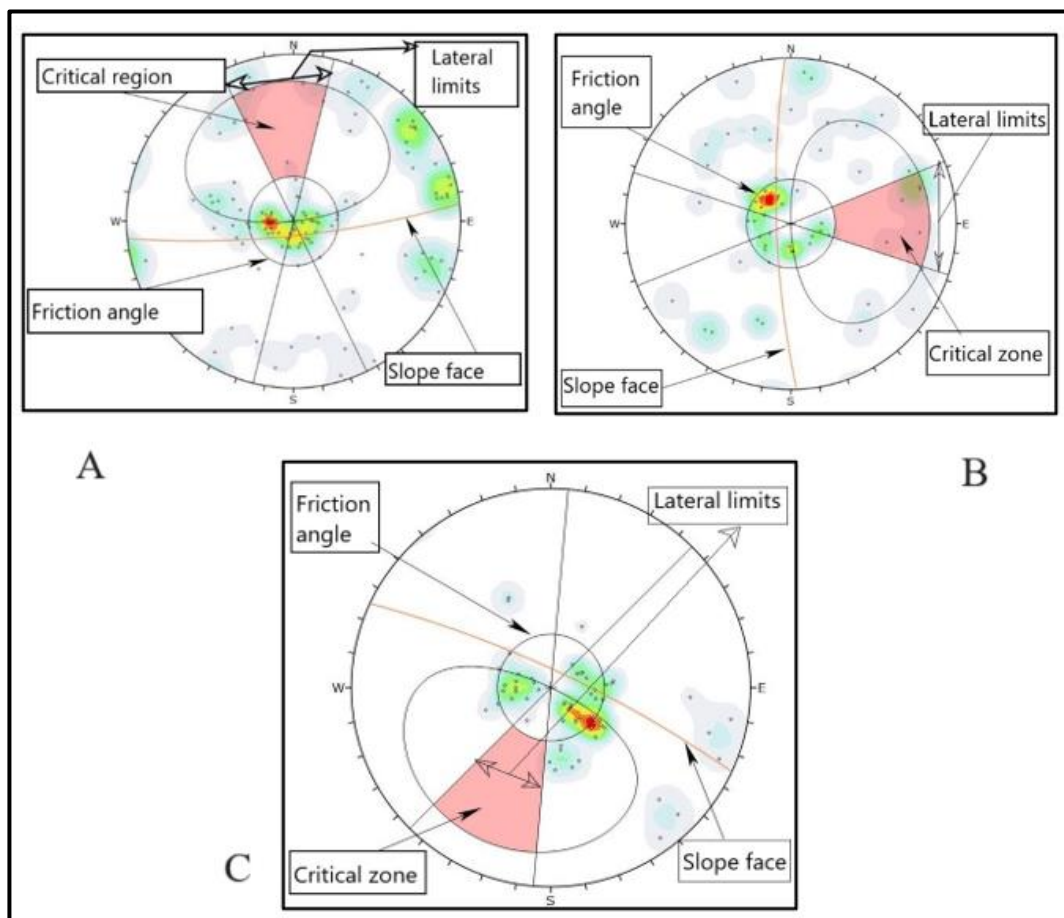 N
Critical region
Lateral
limits
W
E
Friction angle
Slope face
S
A
N
Friction
angle
Lateral limits
W
E
Critical zone
Slope face
S
B
N
Friction
angle
Lateral limits
W
E
Critical zone
Slope face
S
C